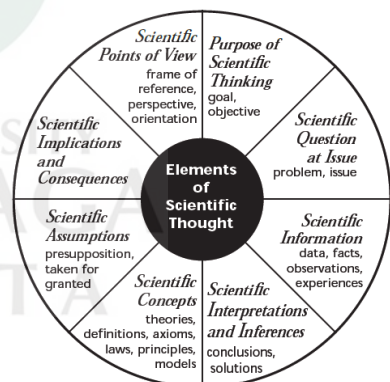 Scientific
Points of View
frame of
reference,
perspective,
orientation
Purpose of
Scientific
Thinking
goal,
objective
Scientific
Question
at Issue
problem, issue
Scientific
Information
data, facts,
observations,
experiences
Scientific
Interpretations
and Inferences
conclusions,
solutions
Scientific
Concepts
theories,
definitions, axioms,
laws, principles,
models
Scientific
Assumptions
presupposition,
taken for
granted
Scientific
Implications
and
Consequences
Elements
of
Scientific
Thought